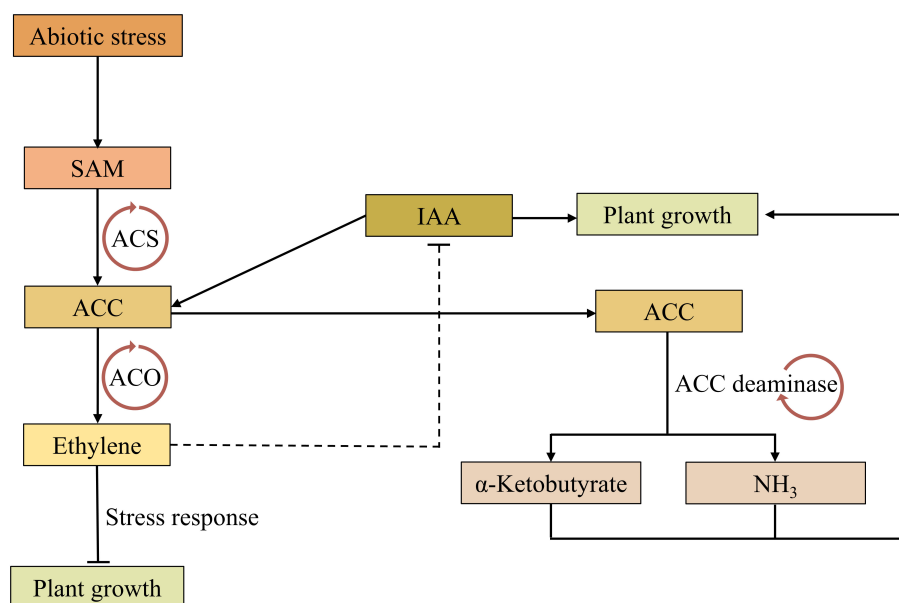 Abiotic stress
SAM
ACS
IAA
Plant growth
ACC
ACC
ACO
ACC deaminase
Ethylene
α-Ketobutyrate
NH₃
Stress response
Plant growth